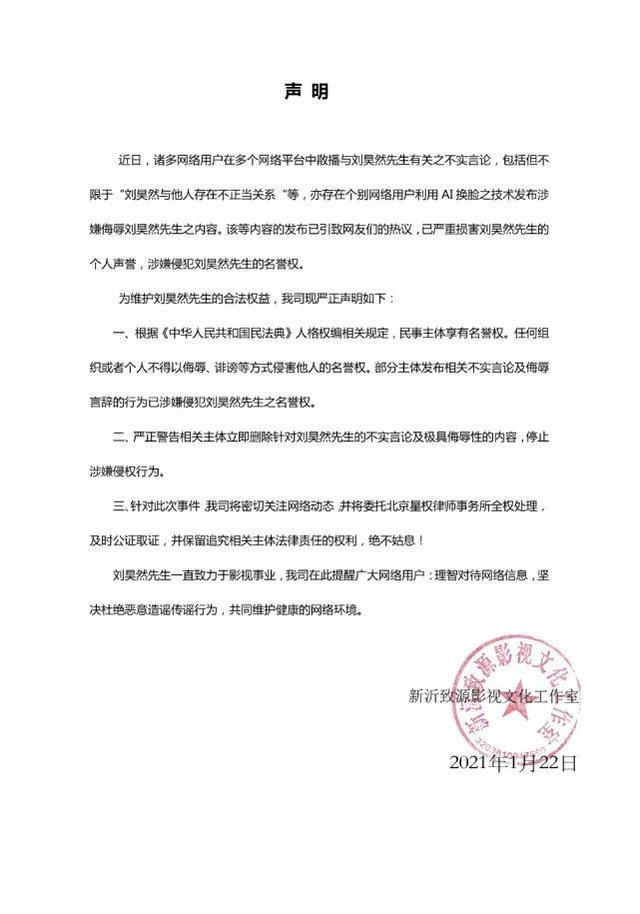 声 明
近日，诸多网络用户在多个网络平台中散播与刘昊然先生有关之不实言论，包括但不
限于“刘昊然与他人存在不正当关系“等，亦存在个别网络用户利用 AI 换脸之技术发布涉
嫌侮辱刘昊然先生之内容。该等内容的发布已引致网友们的热议，已严重损害刘昊然先生的
个人声誉，涉嫌侵犯刘昊然先生的名誉权。
为维护刘昊然先生的合法权益，我司现严正声明如下：
一、根据《中华人民共和国民法典》人格权编相关规定，民事主体享有名誉权。任何组
织或者个人不得以侮辱、诽谤等方式侵害他人的名誉权。部分主体发布相关不实言论及侮辱
言辞的行为已涉嫌侵犯刘昊然先生之名誉权。
二、严正警告相关主体立即删除针对刘昊然先生的不实言论及极具侮辱性的内容，停止
涉嫌侵权行为。
三、针对此次事件，我司将密切关注网络动态，并将委托北京星权律师事务所全权处理，
及时公证取证，并保留追究相关主体法律责任的权利，绝不姑息！
刘昊然先生一直致力于影视事业，我司在此提醒广大网络用户：理智对待网络信息，坚
决杜绝恶意造谣传谣行为，共同维护健康的网络环境。
新沂致源影视文化工作室
新沂致源影视文化工作室
2021年1月22日